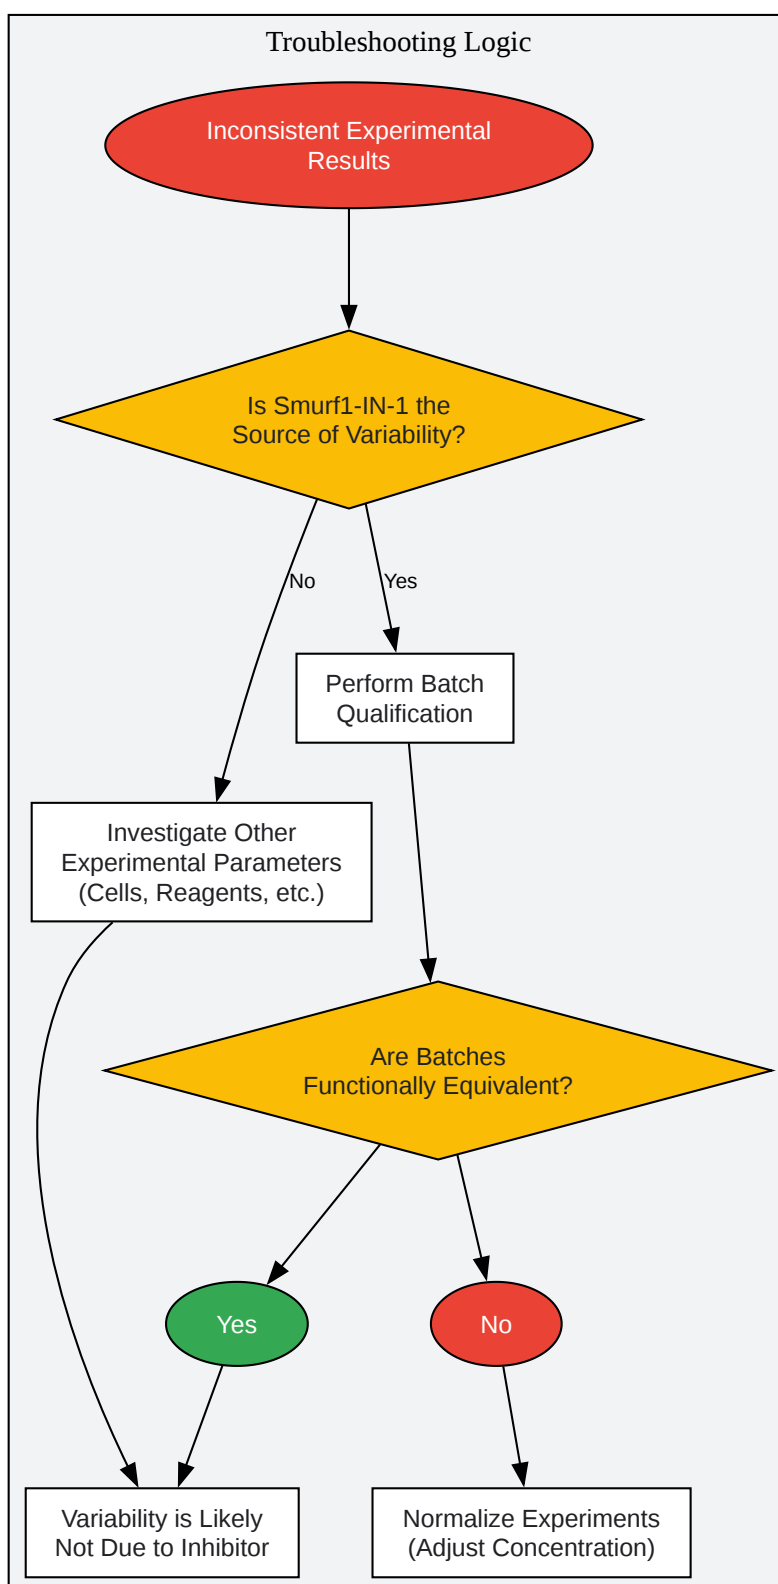 Troubleshooting Logic
Inconsistent Experimental
Results
Is Smurf1-IN-1 the
Source of Variability?
No
Yes
Perform Batch
Qualification
Investigate Other
Experimental Parameters
(Cells, Reagents, etc.)
Are Batches
Functionally Equivalent?
Yes
No
Variability is Likely
Not Due to Inhibitor
Normalize Experiments
(Adjust Concentration)